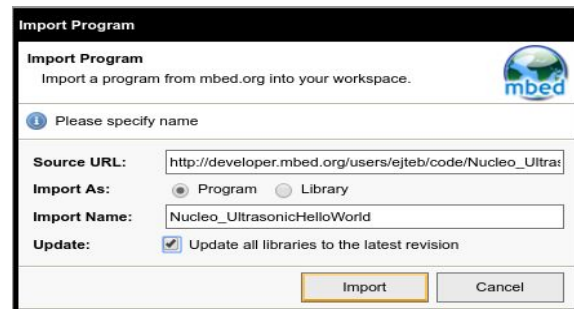 Import Program
Import Program
Import a program from mbed.org into your workspace.
mbed
Please specify name
Source URL: http://developer.mbed.org/users/ejteb/code/Nucleo_Ultras
Import As: Program Library
Import Name: Nucleo_UltrasonicHelloWorld
Update: Update all libraries to the latest revision
Import Cancel